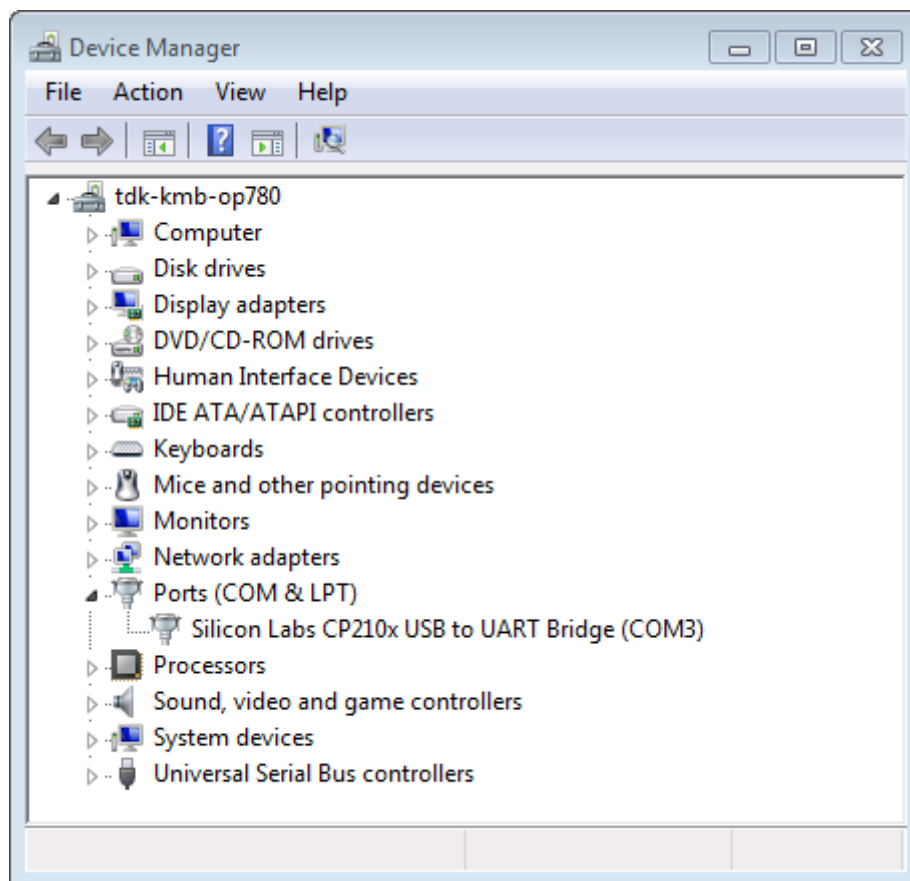 Device Manager
File Action View Help
?
tdk-kmb-op780
Computer
Disk drives
Display adapters
DVD/CD-ROM drives
Human Interface Devices
IDE ATA/ATAPI controllers
Keyboards
Mice and other pointing devices
Monitors
Network adapters
Ports (COM & LPT)
Silicon Labs CP210x USB to UART Bridge (COM3)
Processors
Sound, video and game controllers
System devices
Universal Serial Bus controllers